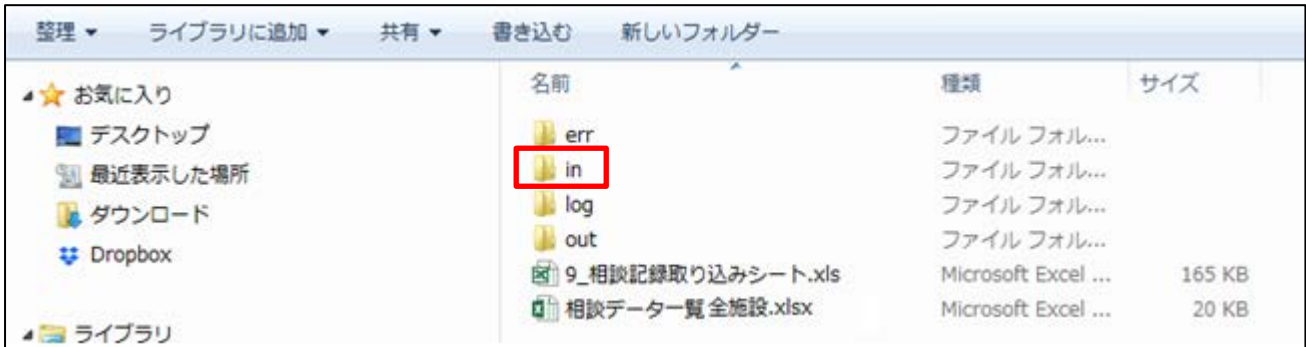 整理 ▼ ライブラリに追加 ▼ 共有 ▼ 書き込む 新しいフォルダー
お気に入り
デスクトップ
最近表示した場所
ダウンロード
Dropbox
ライブラリ
名前 種類 サイズ
err ファイル フォル...
in ファイル フォル...
log ファイル フォル...
out ファイル フォル...
9_相談記録取り込みシート.xls Microsoft Excel ... 165 KB
相談データ一覧 全施設.xlsx Microsoft Excel ... 20 KB